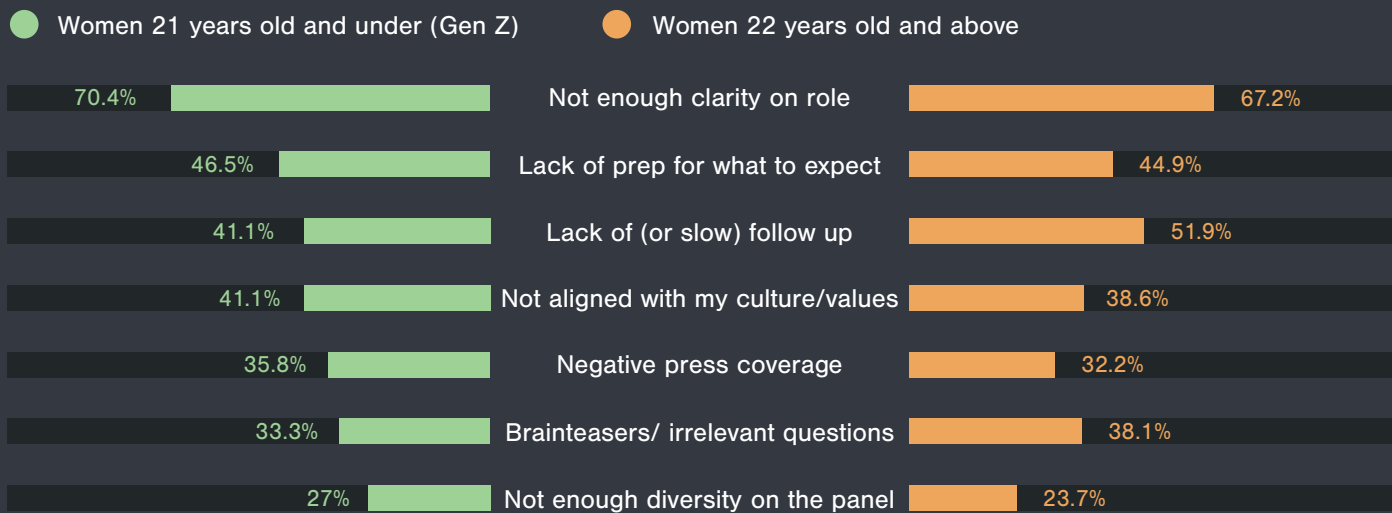 Women 21 years old and under (Gen Z) Women 22 years old and above
70.4% Not enough clarity on role 67.2%
46.5% Lack of prep for what to expect 44.9%
41.1% Lack of (or slow) follow up 51.9%
41.1% Not aligned with my culture/values 38.6%
35.8% Negative press coverage 32.2%
33.3% Brainteasers/ irrelevant questions 38.1%
27% Not enough diversity on the panel 23.7%